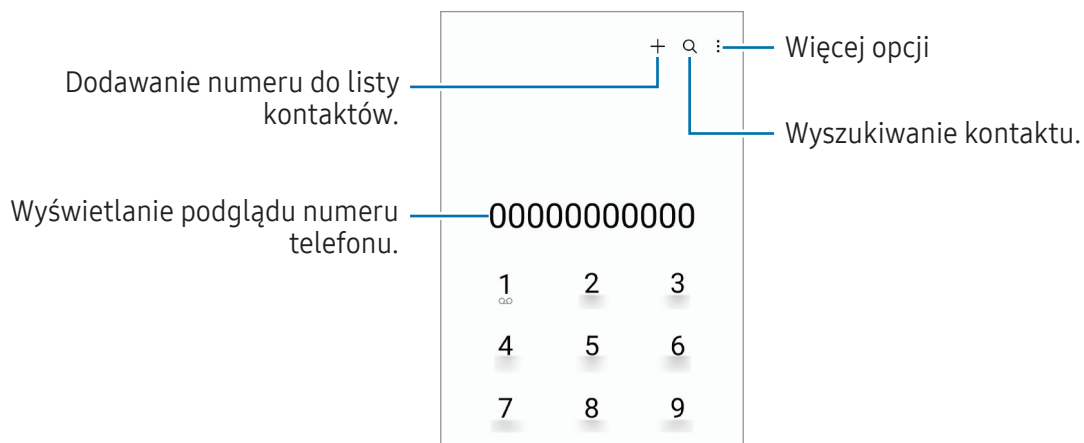 Więcej opcji
Dodawanie numeru do listy
kontaktów.
Wyszukiwanie kontaktu.
Wyświetlanie podglądu numeru
telefonu.
00000000000
1 2 3
4 5 6
7 8 9